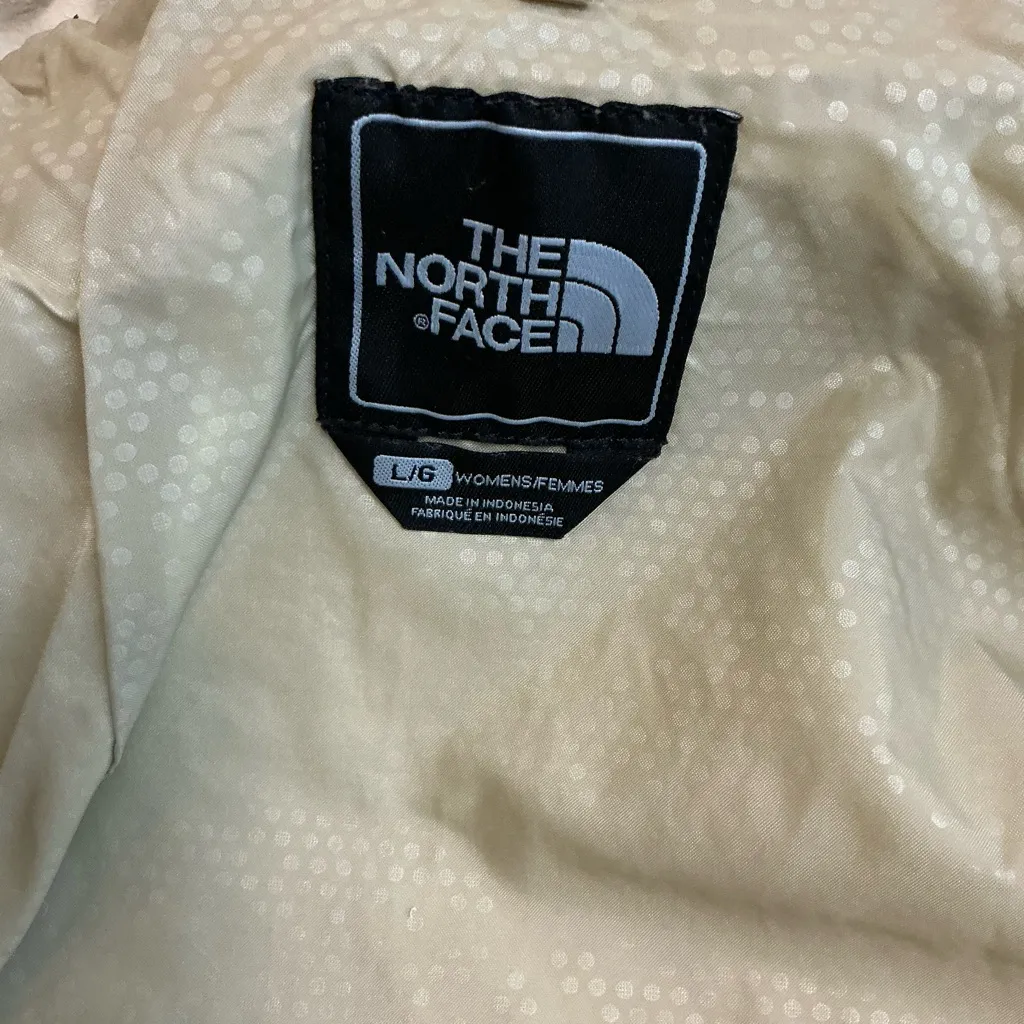 THE
NORTH
®FACE
L/G WOMENS/FEMMES
MADE IN INDONESIA
FABRIQUÉ EN INDONÉSIE